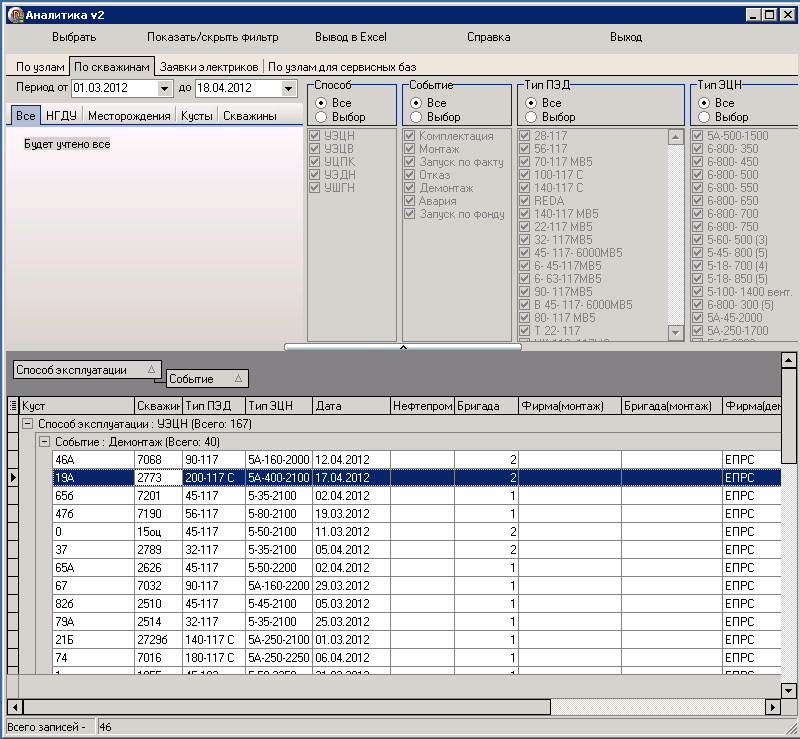 Аналитика v2
Выбрать Показать/скрыть фильтр Вывод в Excel Справка Выход
По узлам По скважинам Заявки электриков По узлам для сервисных баз
Период от 01.03.2012 до 18.04.2012
Все НГДУ Месторождения Кусты Скважины
Будет учтено все
Способ
Все
Выбор
УЭЦН
УЭЦВ
УЦПК
УЭДН
УШГН
Событие
Все
Выбор
Комплектация
Монтаж
Запуск по факту
Отказ
Демонтаж
Авария
Запуск по фонду
Тип ПЭД
Все
Выбор
28-117
56-117
70-117 МВ5
100-117 С
140-117 С
REDA
140-117 МВ5
22-117 МВ5
32- 117МВ5
45- 117- 6000МВ5
6- 45-117МВ5
6- 63-117МВ5
90- 117МВ5
В 45- 117- 6000МВ5
80- 117 МВ5
Т 22- 117
Тип ЭЦН
Все
Выбор
5А-500-1500
6-800- 350
6-800- 450
6-800- 500
6-800- 550
6-800- 650
6-800- 700
6-800- 750
5-60- 500 (3)
5-45- 800 (5)
5-18- 700 (4)
5-18- 850 (5)
5-100- 1400 вент.
6-800- 300 (5)
5А-45-2000
5А-250-1700
Способ эксплуатации
Событие
Куст Скважин Тип ПЭД Тип ЭЦН Дата Нефтепром Бригада Фирма(монтаж) Бригада(монтаж) Фирма(дем
Способ эксплуатации : УЭЦН (Всего: 167)
Событие : Демонтаж (Всего: 40)
46А 7068 90-117 5А-160-2000 12.04.2012 2 ЕПРС
19А 2773 200-117 С 5А-400-2100 17.04.2012 2 ЕПРС
65б 7201 45-117 5-35-2100 02.04.2012 1 ЕПРС
47б 7190 56-117 5-80-2100 19.03.2012 1 ЕПРС
0 15оц 45-117 5-50-2100 11.03.2012 2 ЕПРС
37 2789 32-117 5-35-2100 05.04.2012 2 ЕПРС
65А 2626 45-117 5-50-2200 02.04.2012 1 ЕПРС
67 7032 90-117 5А-160-2200 29.03.2012 1 ЕПРС
82б 2510 45-117 5-45-2100 05.03.2012 1 ЕПРС
79А 2514 32-117 5-35-2100 25.03.2012 1 ЕПРС
21Б 2729б 140-117 С 5А-250-2100 01.03.2012 1 ЕПРС
74 7016 180-117 С 5А-250-2250 06.04.2012 1 ЕПРС
Всего записей - 46